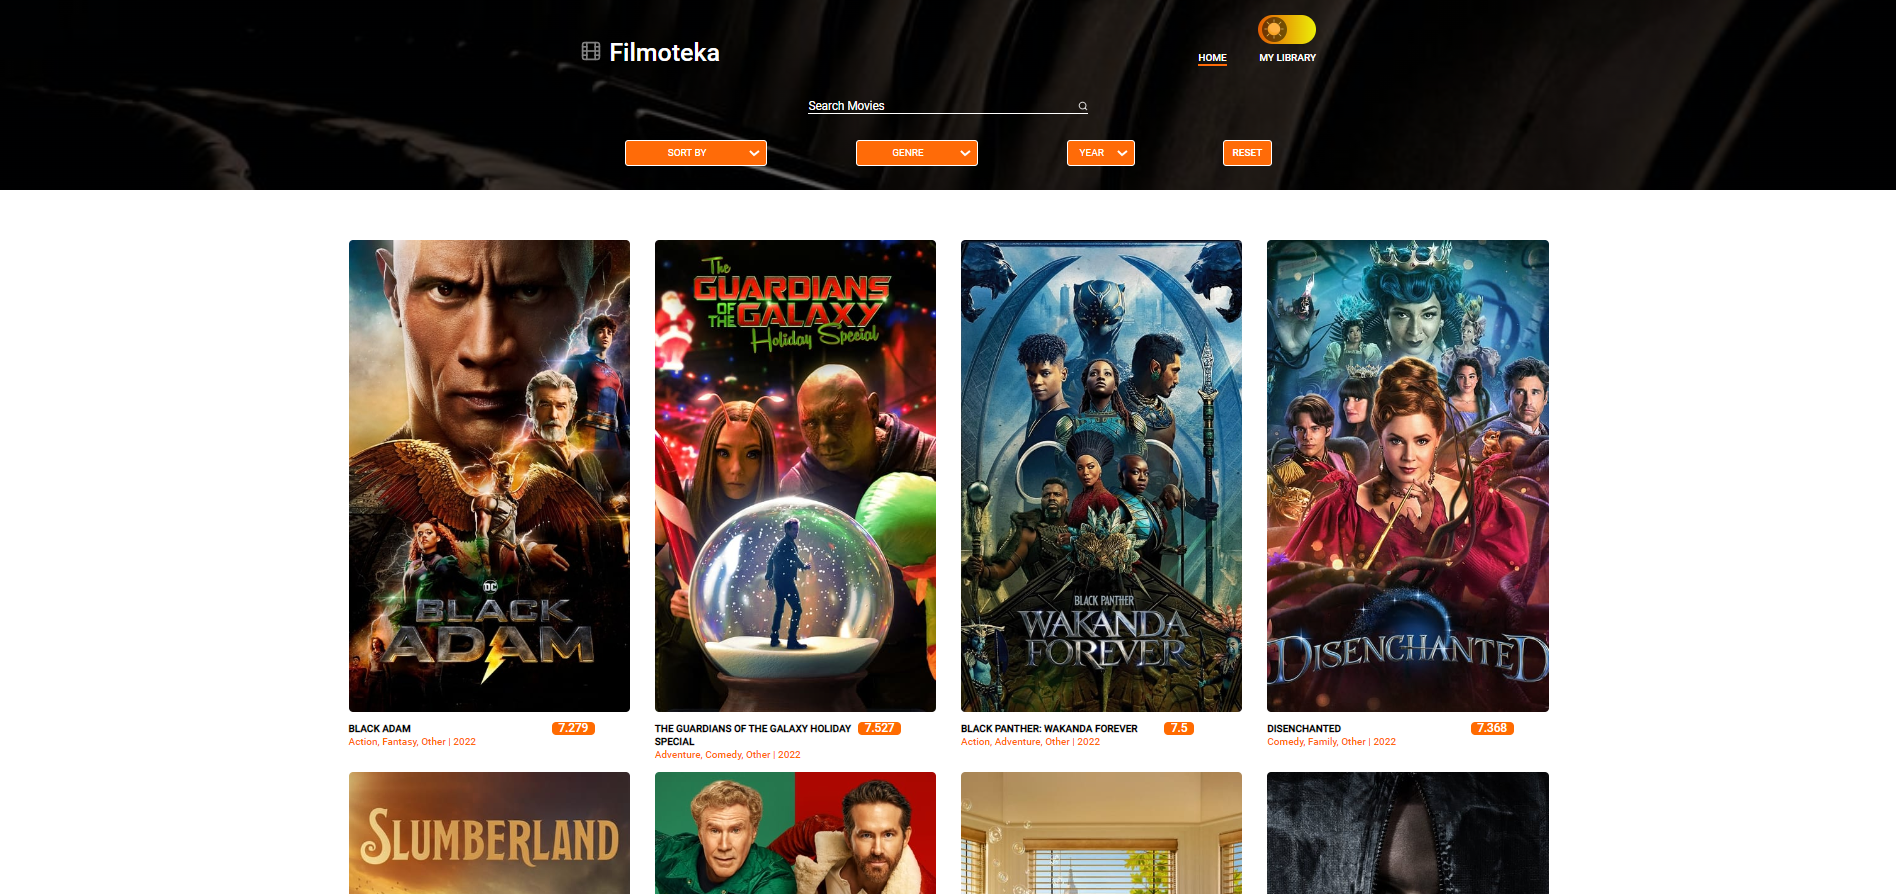 Filmoteka
HOME
MY LIBRARY
Search Movies
SORT BY
GENRE
YEAR
RESET
DC
BLACK
ADAM
The
GUARDIANS
OF
THE GALAXY
Holiday Special
BLACK PANTHER
WAKANDA
FOREVER
DISENCHANTED
BLACK ADAM 7.279
Action, Fantasy, Other | 2022
THE GUARDIANS OF THE GALAXY HOLIDAY 7.527
SPECIAL
Adventure, Comedy, Other | 2022
BLACK PANTHER: WAKANDA FOREVER 7.5
Action, Adventure, Other | 2022
DISENCHANTED 7.368
Comedy, Family, Other | 2022
SLUMBERLAND